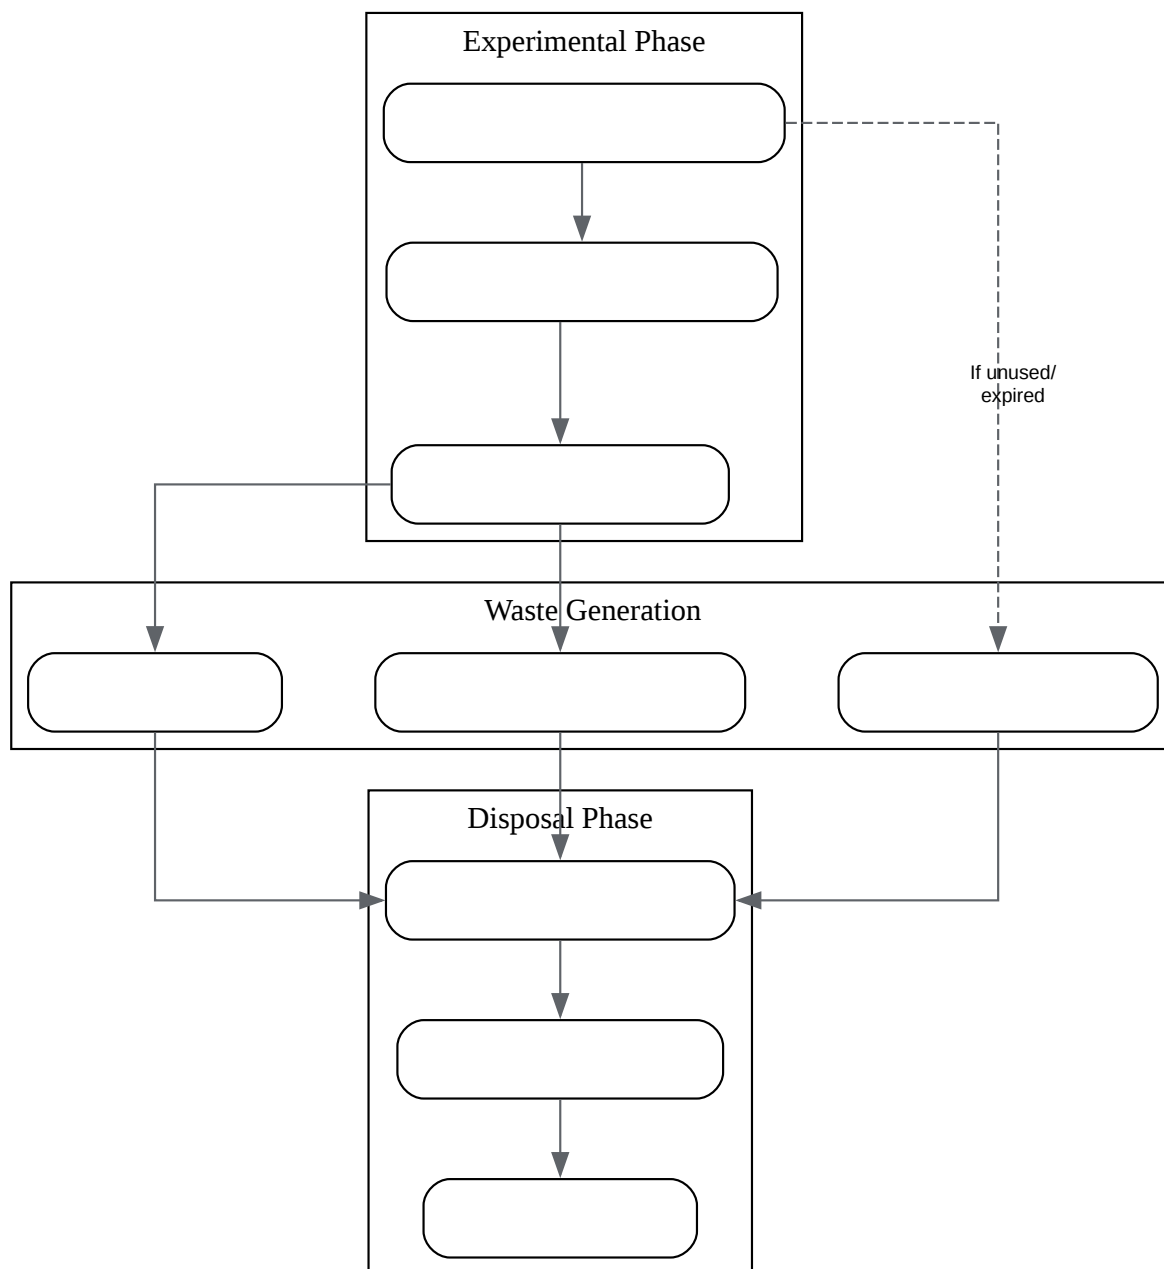 Experimental Phase
If unused/
expired
Waste Generation
Disposal Phase